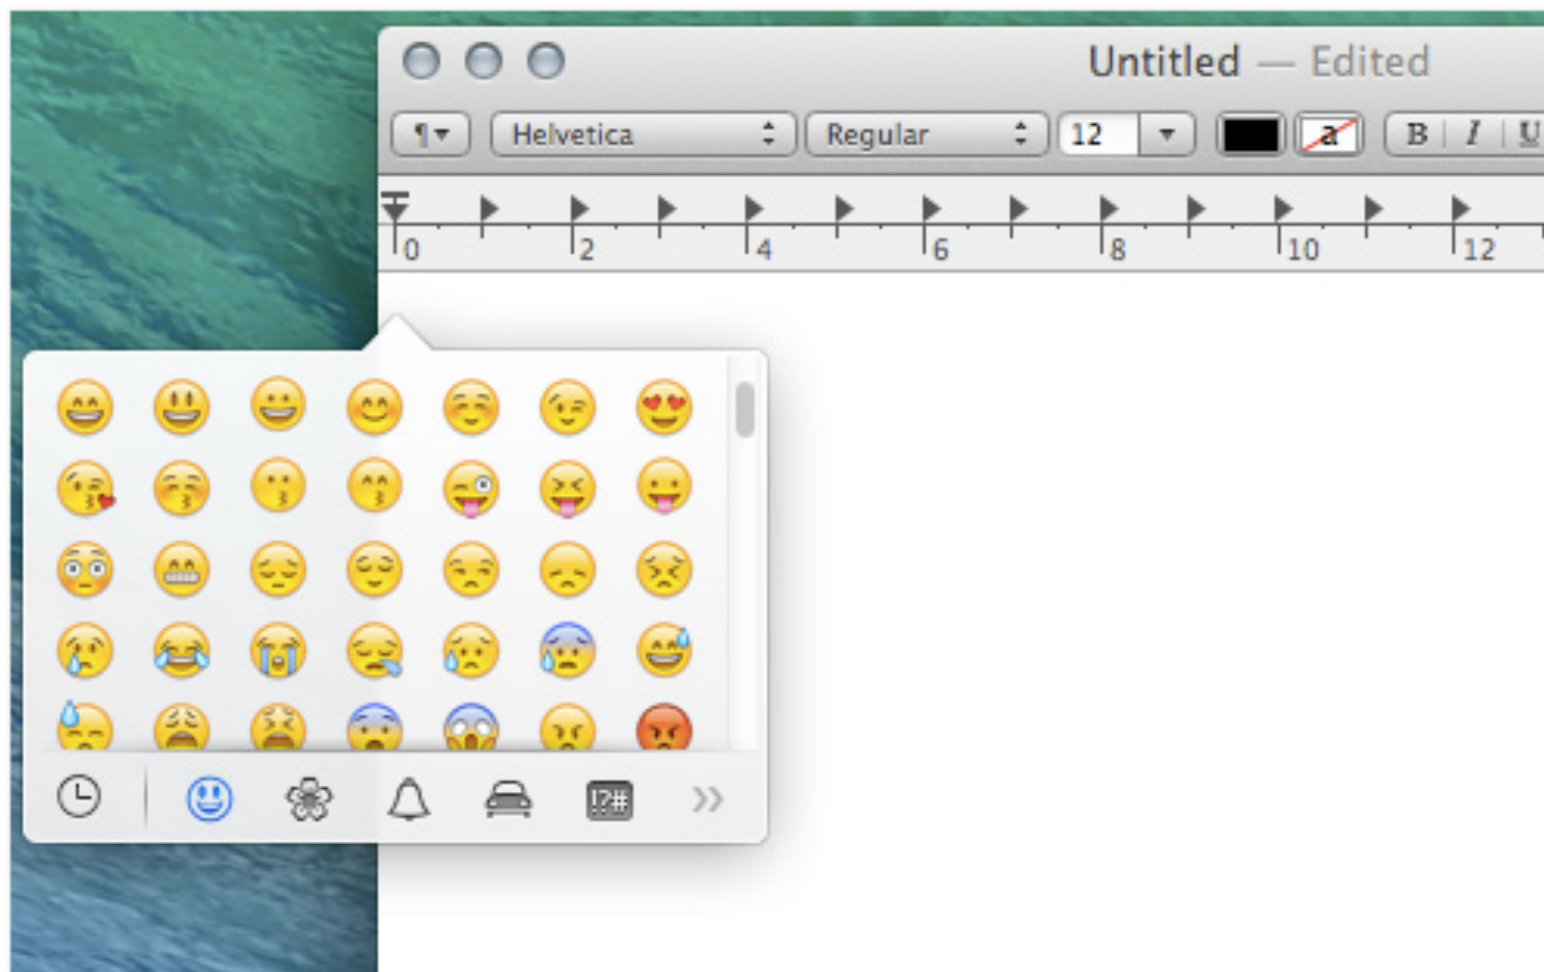 Untitled — Edited
¶ Helvetica Regular 12 a B I U
0 2 4 6 8 10 12
!?#